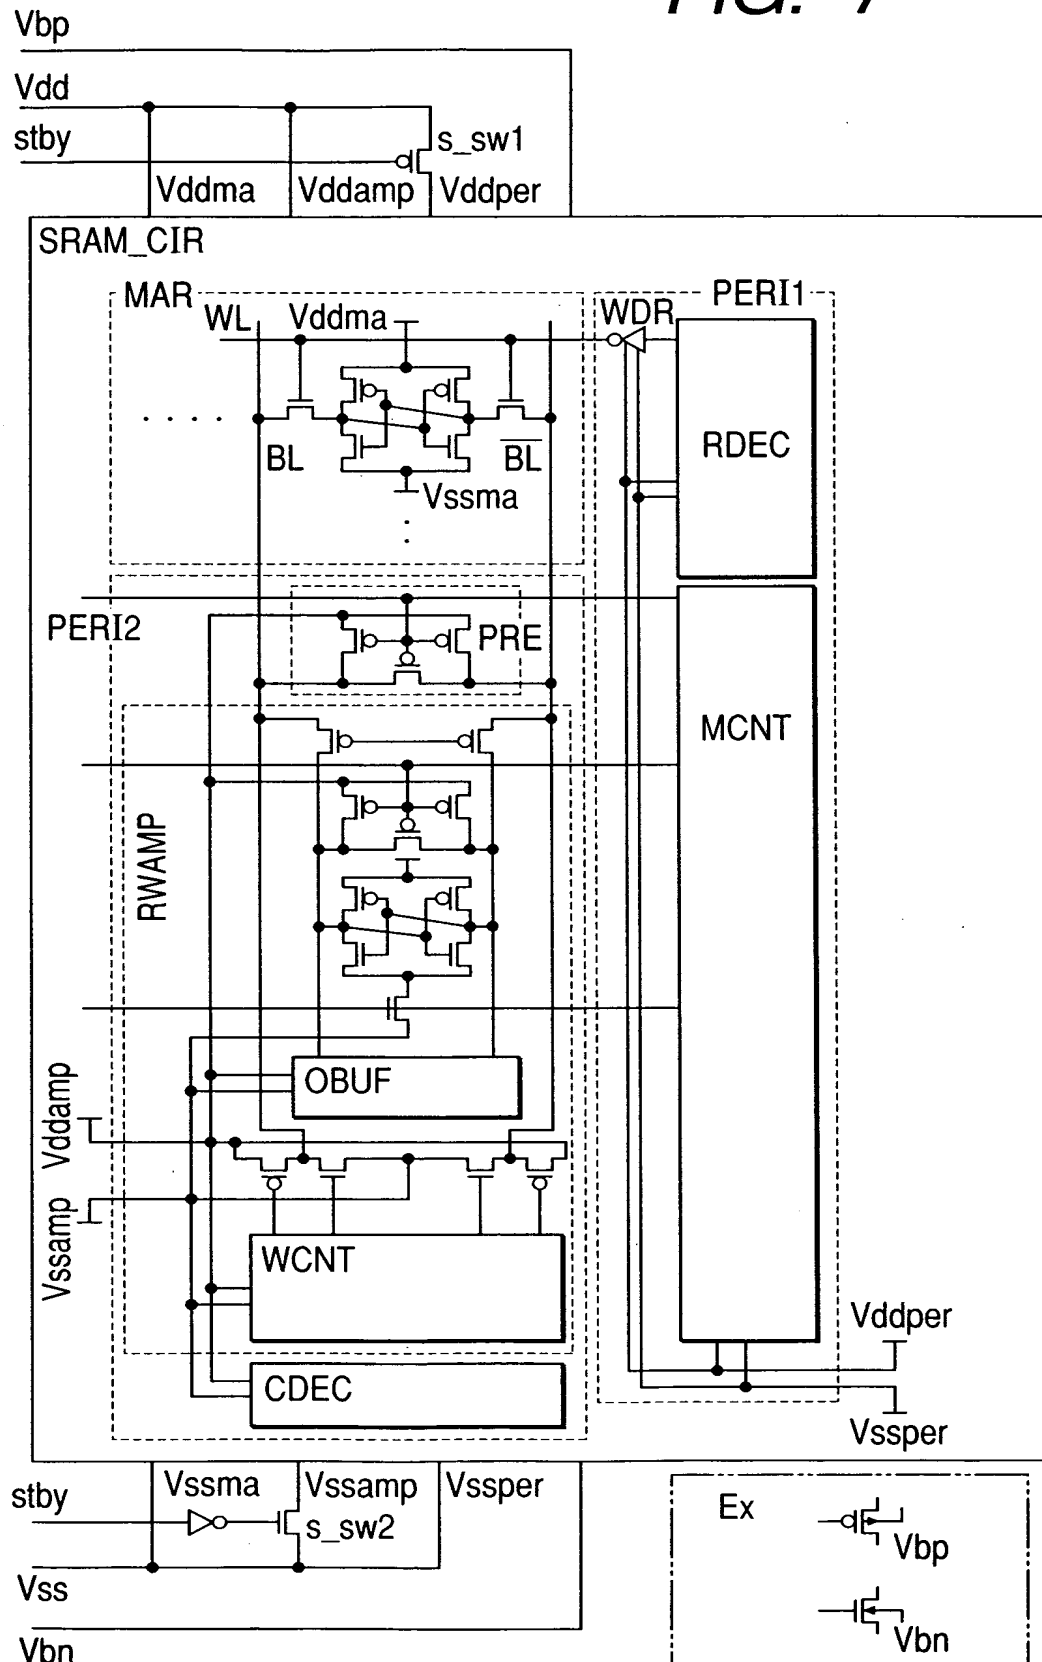 FIG. 7
Vbp
Vdd
stby
s_sw1
Vddma
Vddamp
Vddper
SRAM_CIR
MAR
PERI1
WL
Vddma
WDR
RDEC
BL
BL
Vssma
PERI2
PRE
MCNT
RWAMP
OBUF
Vddamp
Vssamp
WCNT
CDEC
Vddper
Vssper
Vssma
Vssamp
Vssper
stby
s_sw2
Vss
Vbn
Ex
Vbp
Vbn